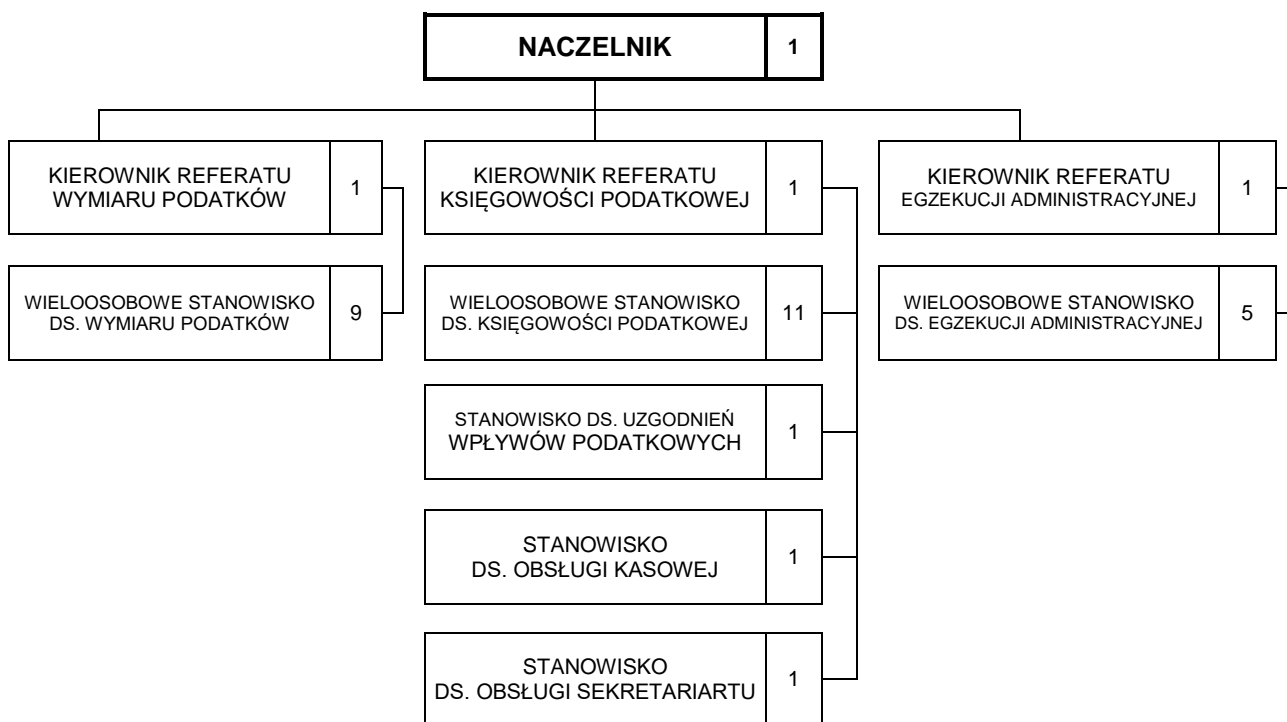 NACZELNIK 1
KIEROWNIK REFERATU
WYMIARU PODATKÓW 1
WIELOOSOBOWE STANOWISKO
DS. WYMIARU PODATKÓW 9
KIEROWNIK REFERATU
KSIĘGOWOŚCI PODATKOWEJ 1
WIELOOSOBOWE STANOWISKO
DS. KSIĘGOWOŚCI PODATKOWEJ 11
STANOWISKO DS. UZGODNIEŃ
WPŁYWÓW PODATKOWYCH 1
STANOWISKO
DS. OBSŁUGI KASOWEJ 1
STANOWISKO
DS. OBSŁUGI SEKRETARIARTU 1
KIEROWNIK REFERATU
EGZEKUCJI ADMINISTRACYJNEJ 1
WIELOOSOBOWE STANOWISKO
DS. EGZEKUCJI ADMINISTRACYJNEJ 5